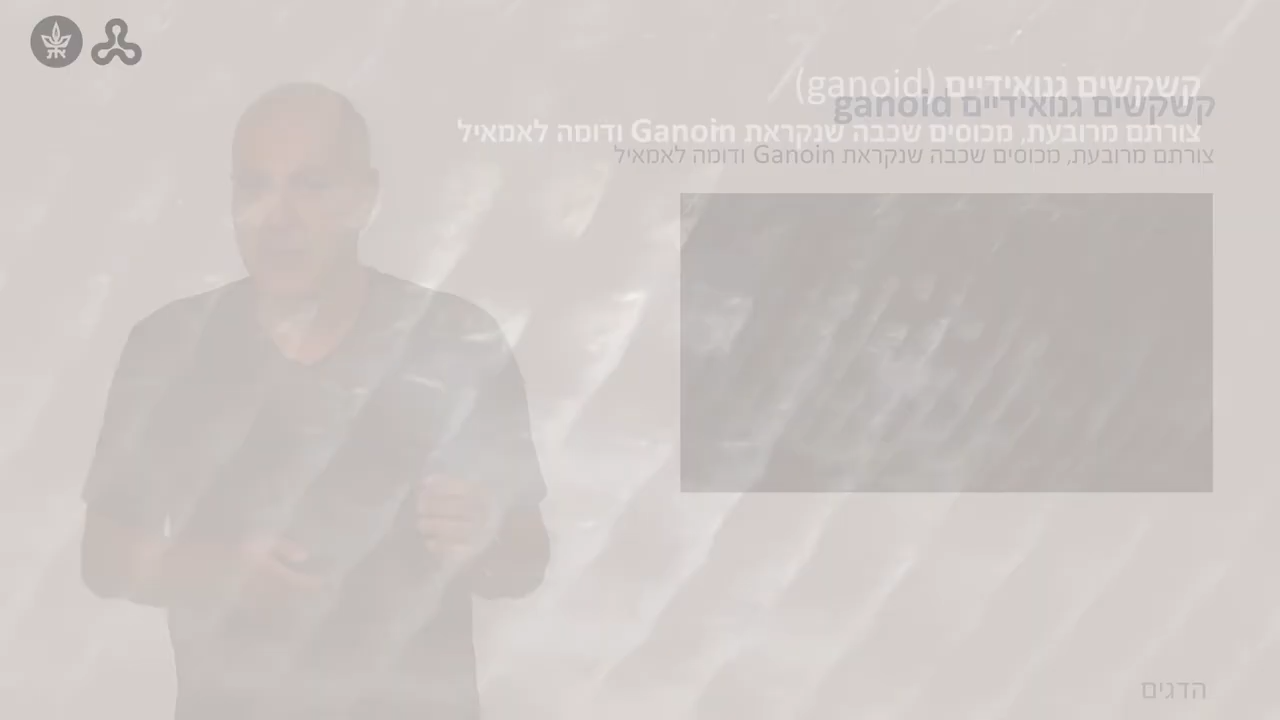 קשקשים גנואידיים (ganoid)
קשקשים גנואידיים ganoid
צורתם מרובעת, מכוסים שכבה שנקראת Ganoin ודומה לאמאיל
צורתם מרובעת, מכוסים שכבה שנקראת Ganoin ודומה לאמאיל
הדגים